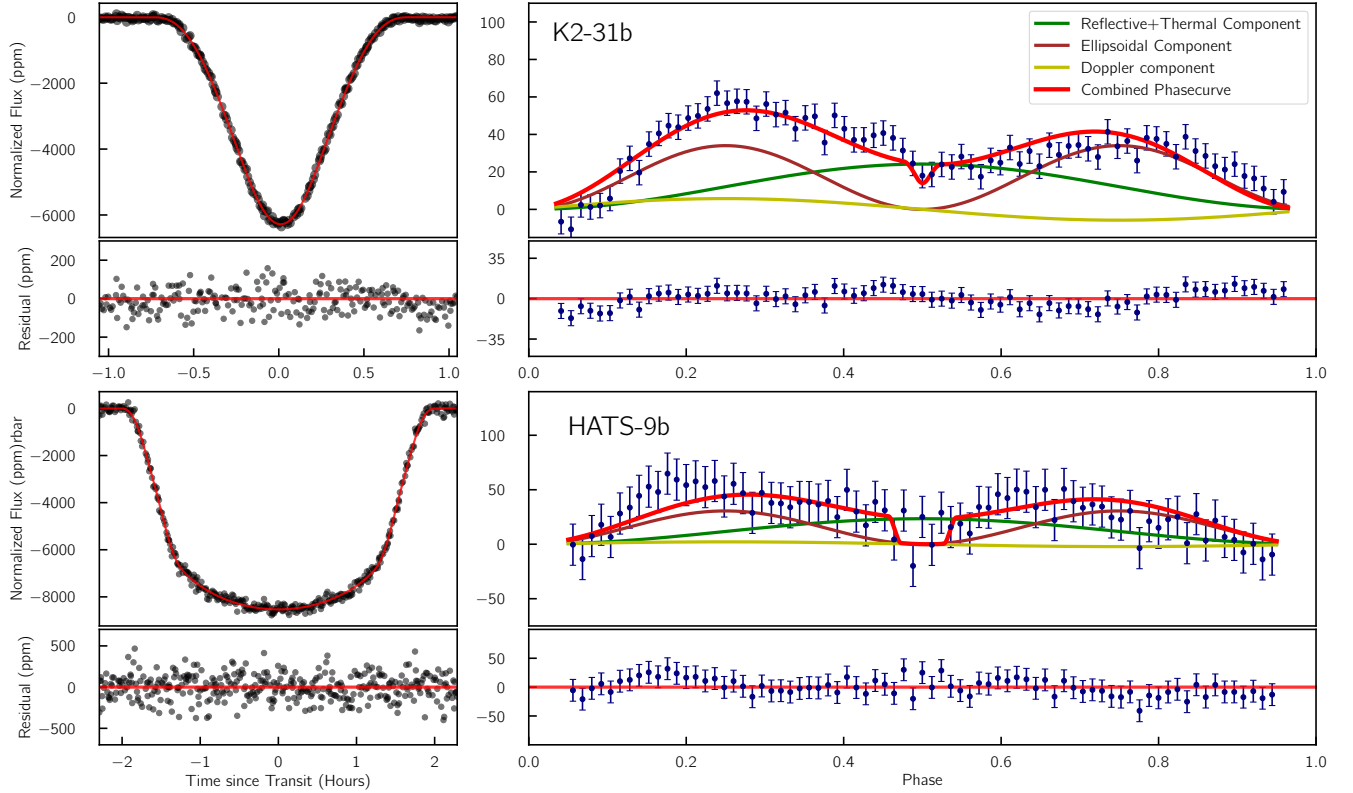 K2-31b
Reflective+Thermal Component
Ellipsoidal Component
Doppler component
Combined Phasecurve
Normalized Flux (ppm)
0
−2000
−4000
−6000
100
80
60
40
20
0
Residual (ppm)
200
0
−200
35
0
−35
−1.0 −0.5 0.0 0.5 1.0
0.0 0.2 0.4 0.6 0.8 1.0
HATS-9b
Normalized Flux (ppm)rbar
0
−2000
−4000
−6000
−8000
100
50
0
−50
Residual (ppm)
500
0
−500
50
0
−50
−2 −1 0 1 2
0.0 0.2 0.4 0.6 0.8 1.0
Time since Transit (Hours)
Phase